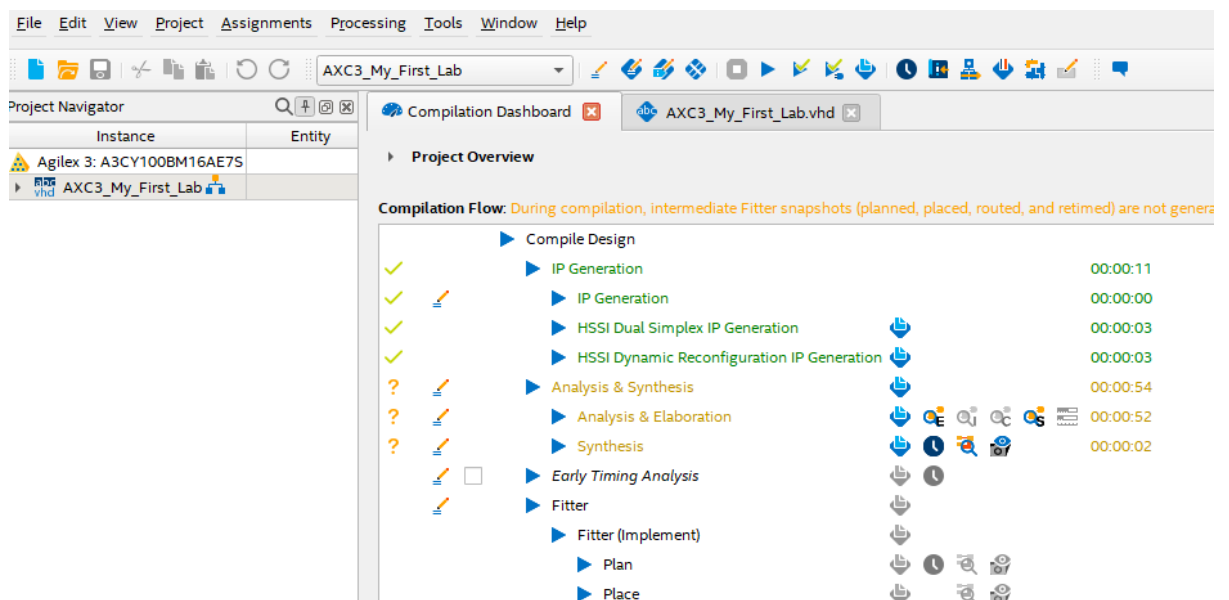 File Edit View Project Assignments Processing Tools Window Help
AXC3_My_First_Lab
Project Navigator
Compilation Dashboard
AXC3_My_First_Lab.vhd
Instance Entity
Agilex 3: A3CY100BM16AE7S
AXC3_My_First_Lab
Project Overview
Compilation Flow: During compilation, intermediate Fitter snapshots (planned, placed, routed, and retimed) are not genera
Compile Design
IP Generation 00:00:11
IP Generation 00:00:00
HSSI Dual Simplex IP Generation 00:00:03
HSSI Dynamic Reconfiguration IP Generation 00:00:03
? Analysis & Synthesis 00:00:54
? Analysis & Elaboration 00:00:52
? Synthesis 00:00:02
Early Timing Analysis
Fitter
Fitter (Implement)
Plan
Place